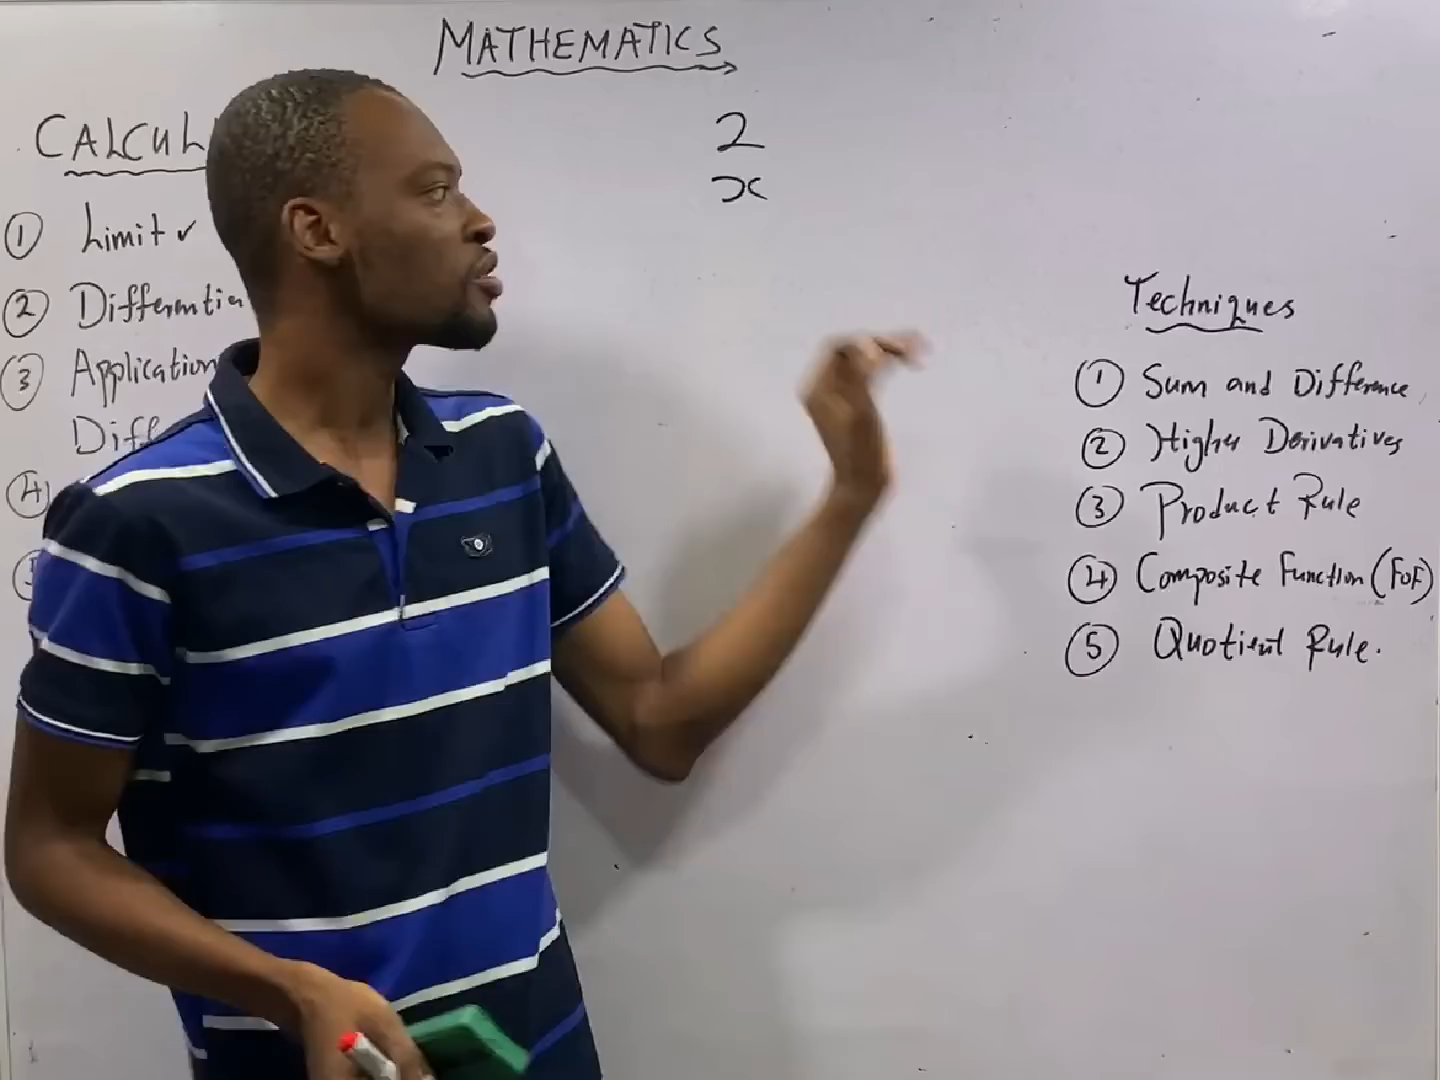 MATHEMATICS
CALCUL
① Limit ✓
② Differentia
③ Application
Diff
④
⑤
2
x
Techniques
① Sum and Difference
② Higher Derivatives
③ Product Rule
④ Composite Function (FOF)
⑤ Quotient Rule.